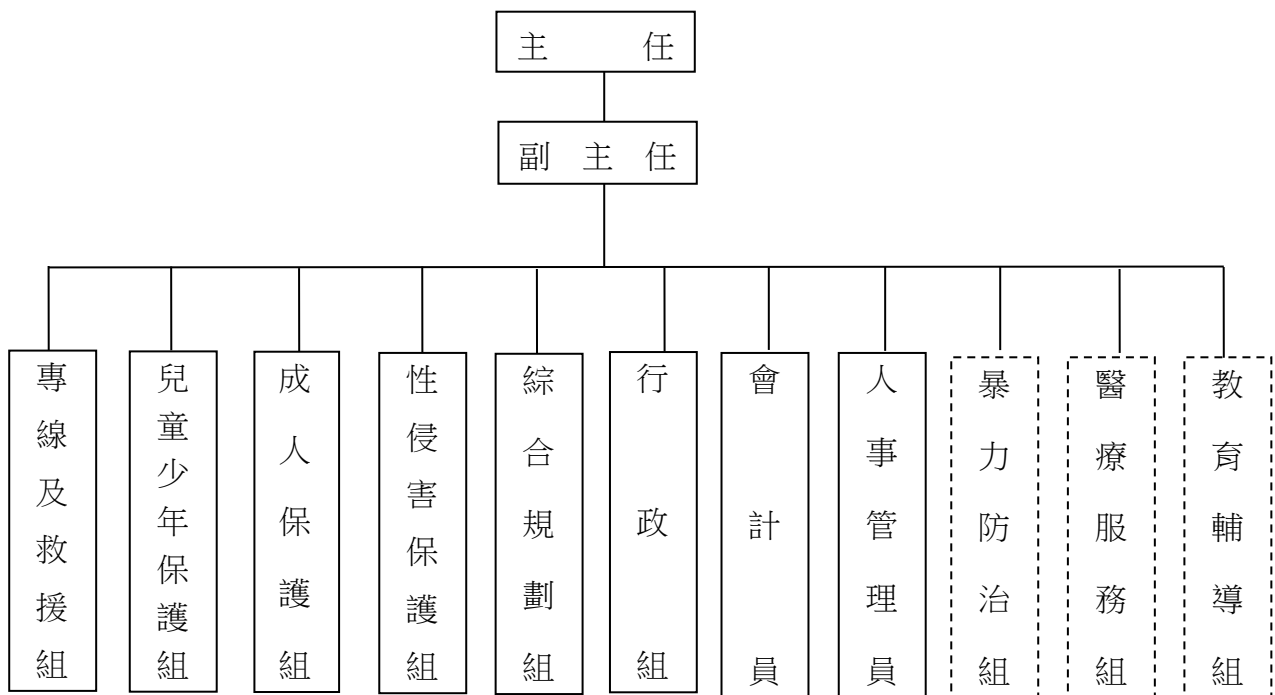 主任
副主任
專線及救援組
兒童少年保護組
成人保護組
性侵害保護組
綜合規劃組
行政組
會計員
人事管理員
暴力防治組
醫療服務組
教育輔導組